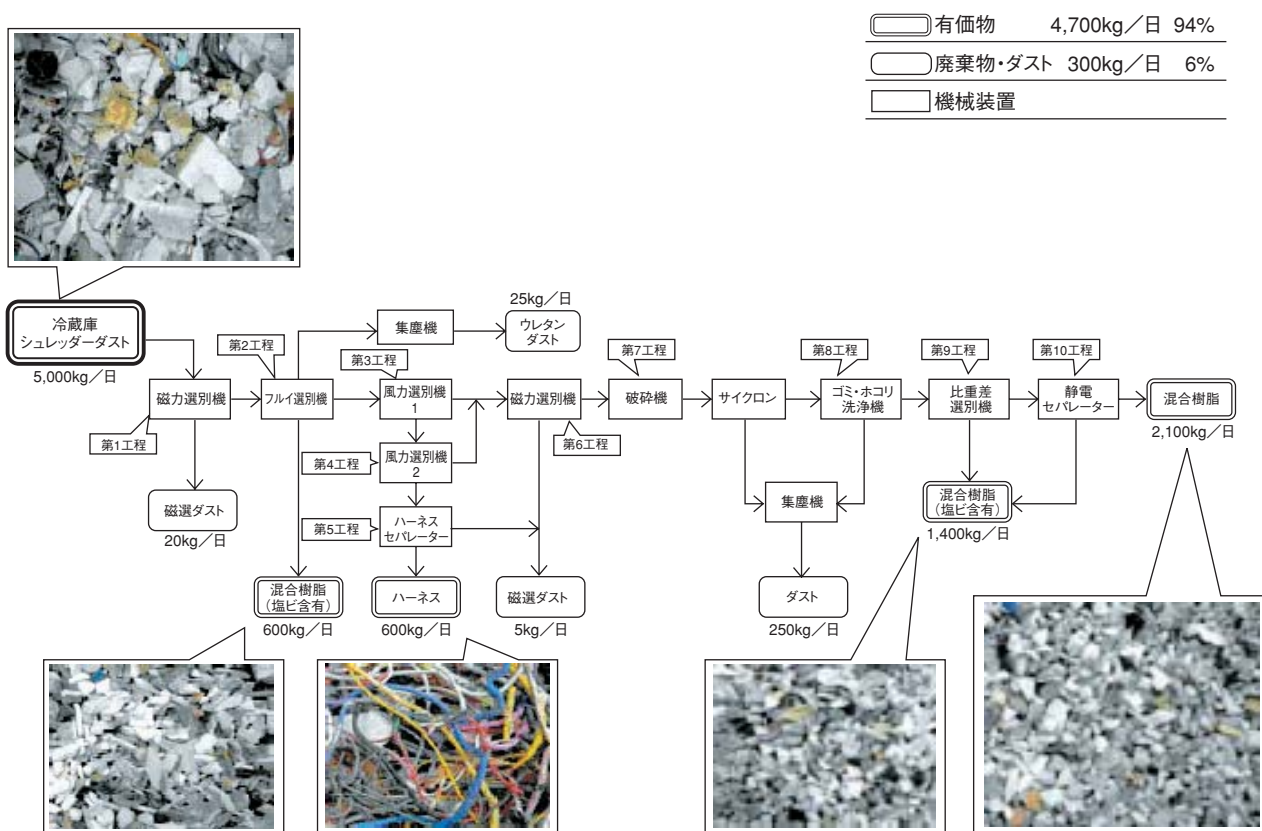 有価物 4,700kg／日 94%
廃棄物・ダスト 300kg／日 6%
機械装置
冷蔵庫
シュレッダーダスト
5,000kg／日
第1工程
磁力選別機
磁選ダスト
20kg／日
第2工程
フルイ選別機
混合樹脂
（塩ビ含有）
600kg／日
集塵機
25kg／日
ウレタン
ダスト
第3工程
風力選別機
1
第4工程
風力選別機
2
第5工程
ハーネス
セパレーター
ハーネス
600kg／日
磁力選別機
第6工程
磁選ダスト
5kg／日
第7工程
破砕機
サイクロン
第8工程
ゴミ・ホコリ
洗浄機
集塵機
ダスト
250kg／日
第9工程
比重差
選別機
混合樹脂
（塩ビ含有）
1,400kg／日
第10工程
静電
セパレーター
混合樹脂
2,100kg／日